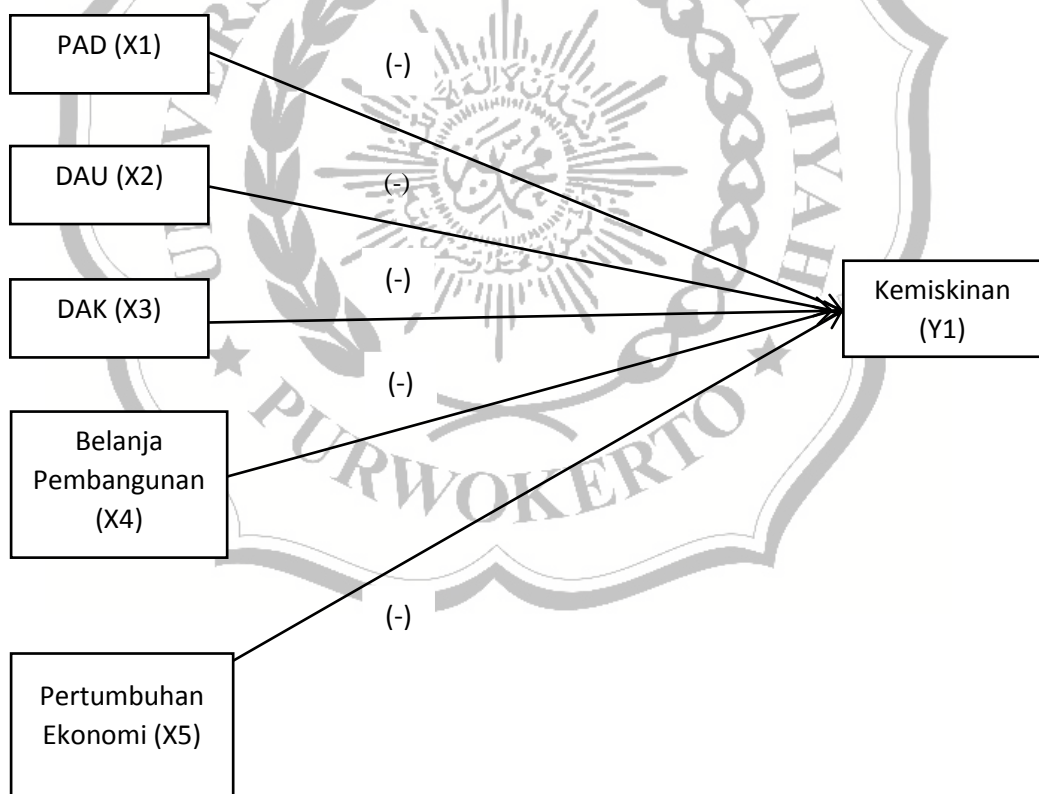 PAD (X1)
(-)
DAU (X2)
(-)
DAK (X3)
(-)
Kemiskinan
(Y1)
(-)
Belanja
Pembangunan
(X4)
(-)
Pertumbuhan
Ekonomi (X5)
PURWOKERTO